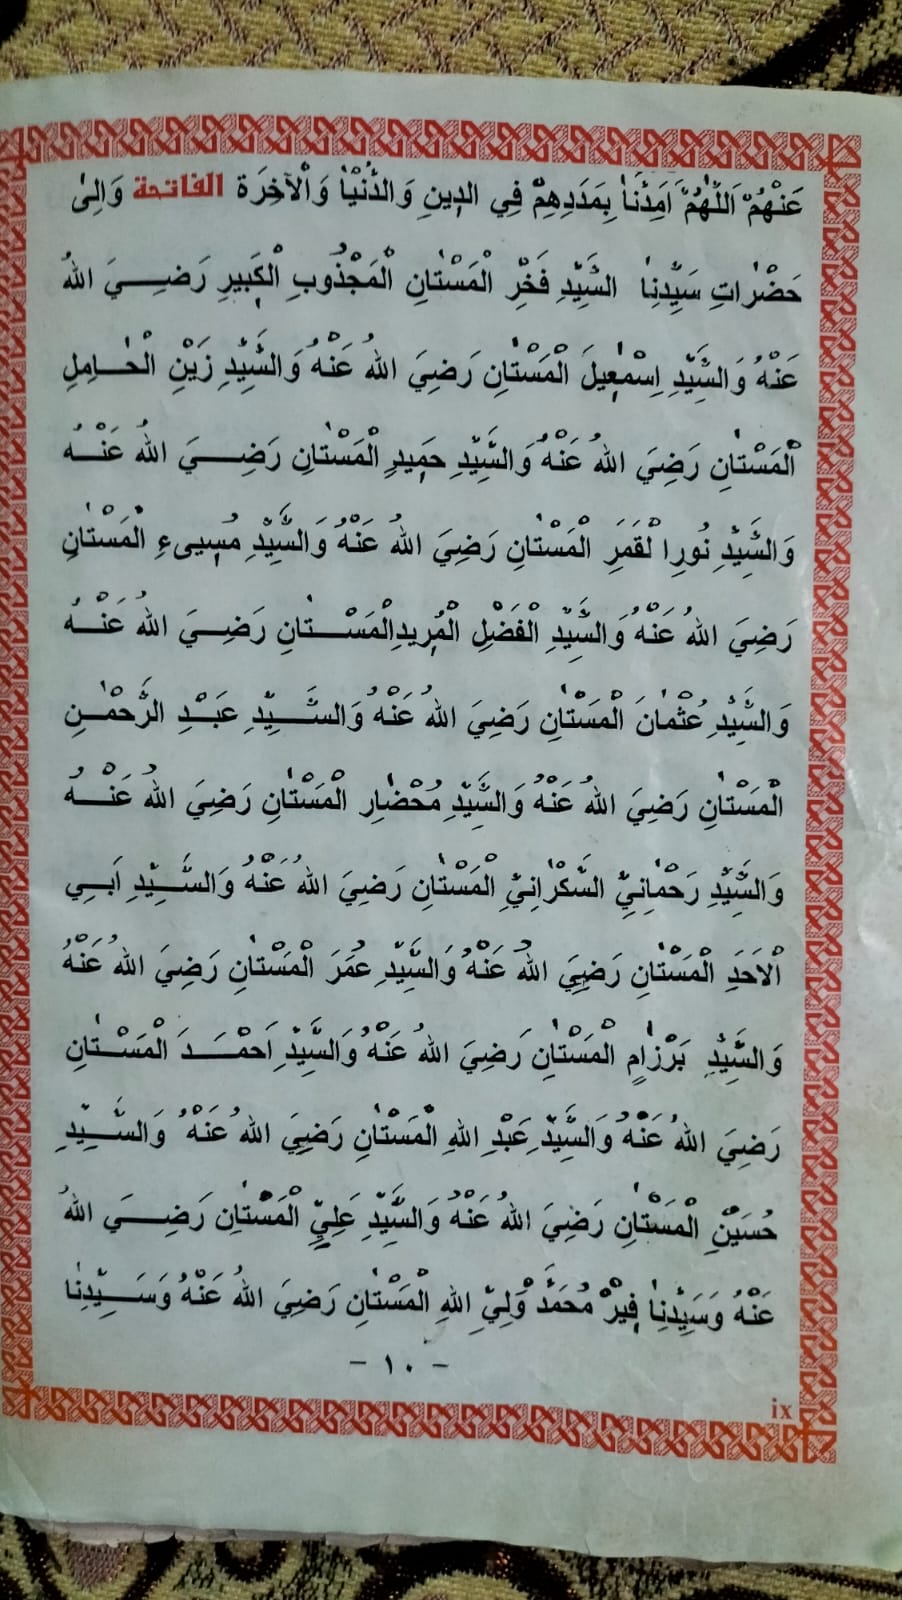 عَنْهُمْ اَللّٰهُمَّ اَمِدَّنَا بِمَدَدِهِمْ فِي الدِينِ وَالدُّنْيَا وَالْآخِرَة الفاتحة وَاِلىٰ
حَضْرَاتِ سَيِّدِنَا السَّيِّدِ فَخْرِ الْمَسْتَانِ الْمَجْذُوبِ الْكَبِيرِ رَضِيَ اللهُ
عَنْهُ وَالسَّيِّدِ اِسْمٰعِيلَ الْمَسْتَانِ رَضِيَ اللهُ عَنْهُ وَالسَّيِّدِ زَيْنِ الْحَامِلِ
الْمَسْتَانِ رَضِيَ اللهُ عَنْهُ وَالسَّيِّدِ حَمِيدِ الْمَسْتَانِ رَضِيَ اللهُ عَنْهُ
وَالسَّيِّدِ نُورِا لْقَمَرِ الْمَسْتَانِ رَضِيَ اللهُ عَنْهُ وَالسَّيِّدِ مُسِيىءِ الْمَسْتَانِ
رَضِيَ اللهُ عَنْهُ وَالسَّيِّدِ الْفَضْلِ الْمُرِيدِالْمَسْتَانِ رَضِيَ اللهُ عَنْهُ
وَالسَّيِّدِ عُثْمَانَ الْمَسْتَانِ رَضِيَ اللهُ عَنْهُ وَالسَّيِّدِ عَبْدِ الرَّحْمٰنِ
الْمَسْتَانِ رَضِيَ اللهُ عَنْهُ وَالسَّيِّدِ مُحْضَارِ الْمَسْتَانِ رَضِيَ اللهُ عَنْهُ
وَالسَّيِّدِ رَحْمَانِيِّ السَّكْرَانِيِّ الْمَسْتَانِ رَضِيَ اللهُ عَنْهُ وَالسَّيِّدِ اَبِي
الْاَحَدِ الْمَسْتَانِ رَضِيَ اللهُ عَنْهُ وَالسَّيِّدِ عُمَرَ الْمَسْتَانِ رَضِيَ اللهُ عَنْهُ
وَالسَّيِّدِ بَرْزَامٍ الْمَسْتَانِ رَضِيَ اللهُ عَنْهُ وَالسَّيِّدِ اَحْمَدَ الْمَسْتَانِ
رَضِيَ اللهُ عَنْهُ وَالسَّيِّدِ عَبْدِ اللهِ الْمَسْتَانِ رَضِيَ اللهُ عَنْهُ وَالسَّيِّدِ
حُسَيْنِ الْمَسْتَانِ رَضِيَ اللهُ عَنْهُ وَالسَّيِّدِ عَلِيِّ الْمَسْتَانِ رَضِيَ اللهُ
عَنْهُ وَسَيِّدِنَا فِيرْ مُحَمَّدْ وَلِيِّ اللهِ الْمَسْتَانِ رَضِيَ اللهُ عَنْهُ وَسَيِّدِنَا
- ١٠ -
ix